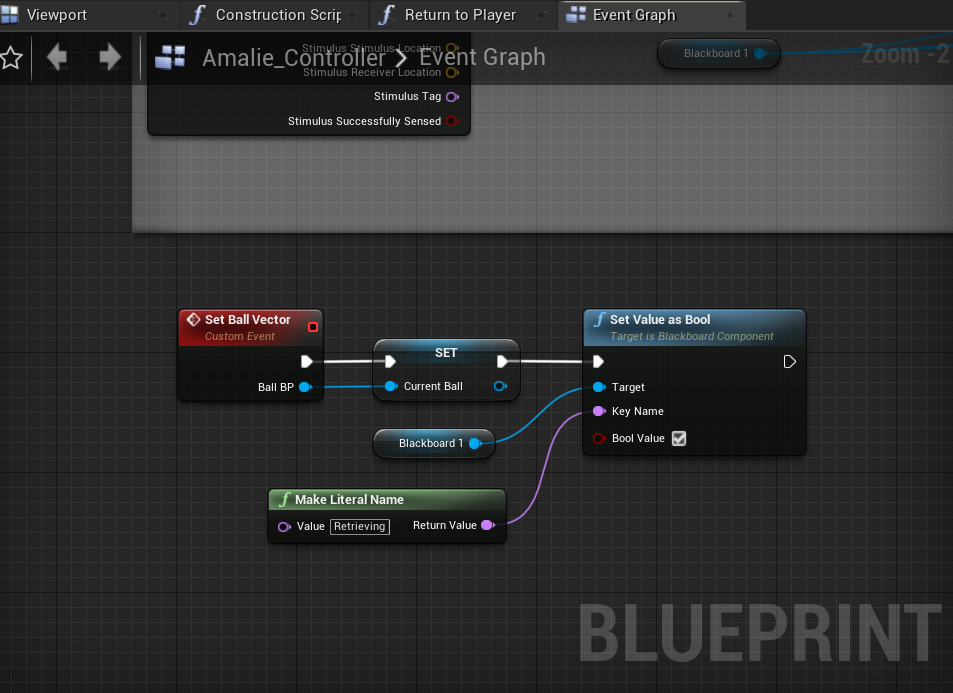 Viewport
Construction Scrip
Return to Player
Event Graph
Amalie_Controller
Event Graph
Zoom -2
Stimulus Stimulus Location
Stimulus Receiver Location
Stimulus Tag
Stimulus Successfully Sensed
Blackboard 1
Set Ball Vector
Custom Event
Ball BP
SET
Current Ball
Set Value as Bool
Target is Blackboard Component
Target
Key Name
Bool Value
Blackboard 1
Make Literal Name
Value Retrieving Return Value
BLUEPRINT